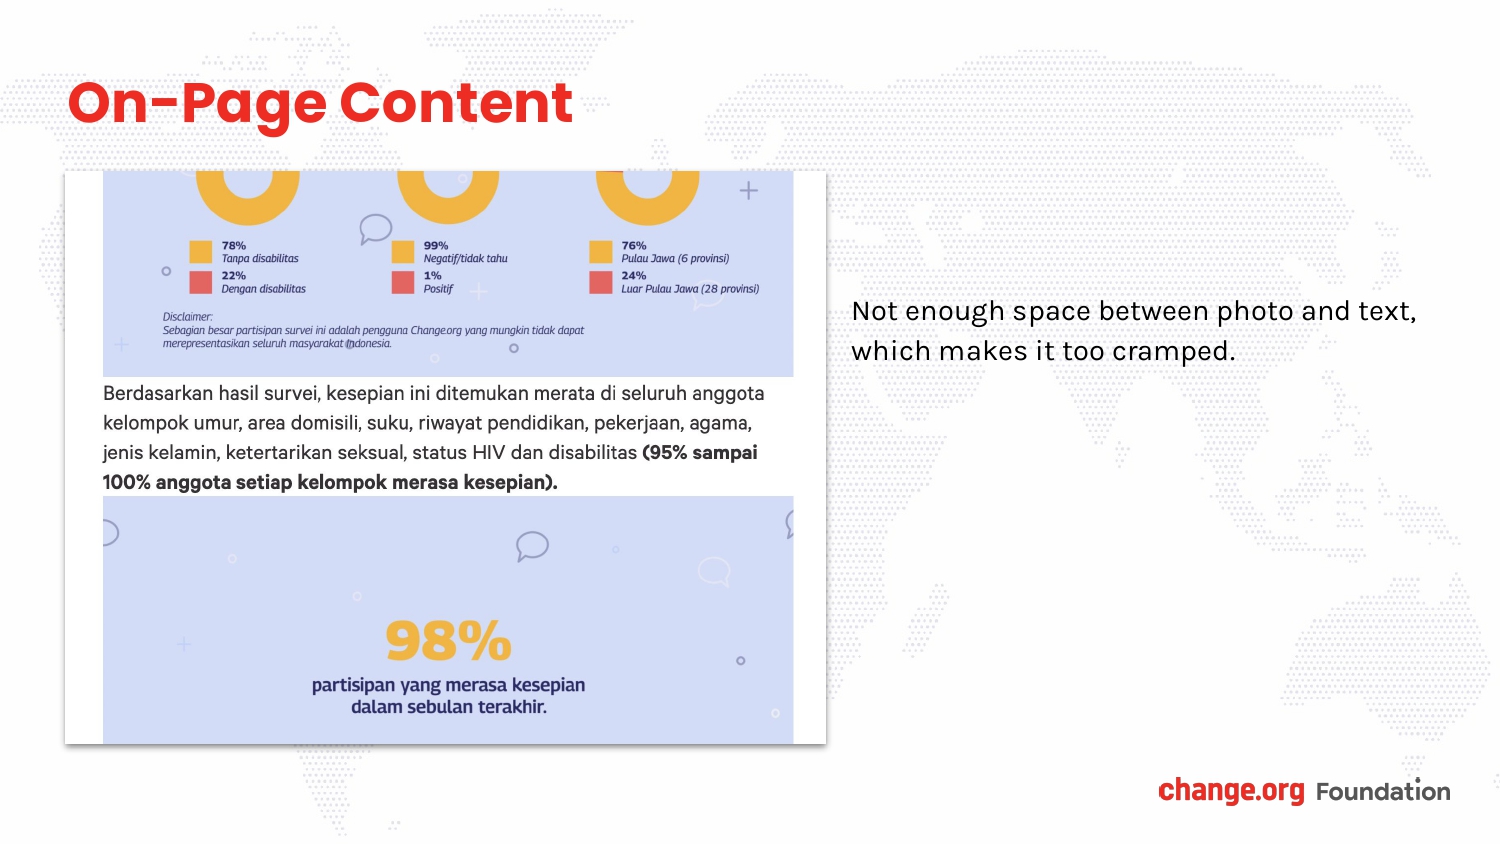 On-Page Content
78%
Tanpa disabilitas
22%
Dengan disabilitas
99%
Negatif/tidak tahu
1%
Positif
76%
Pulau Jawa (6 provinsi)
24%
Luar Pulau Jawa (28 provinsi)
Disclaimer:
Sebagian besar partisipan survei ini adalah pengguna Change.org yang mungkin tidak dapat
merepresentasikan seluruh masyarakat Indonesia.
Berdasarkan hasil survei, kesepian ini ditemukan merata di seluruh anggota
kelompok umur, area domisili, suku, riwayat pendidikan, pekerjaan, agama,
jenis kelamin, ketertarikan seksual, status HIV dan disabilitas (95% sampai
100% anggota setiap kelompok merasa kesepian).
98%
partisipan yang merasa kesepian
dalam sebulan terakhir.
Not enough space between photo and text,
which makes it too cramped.
change.org Foundation